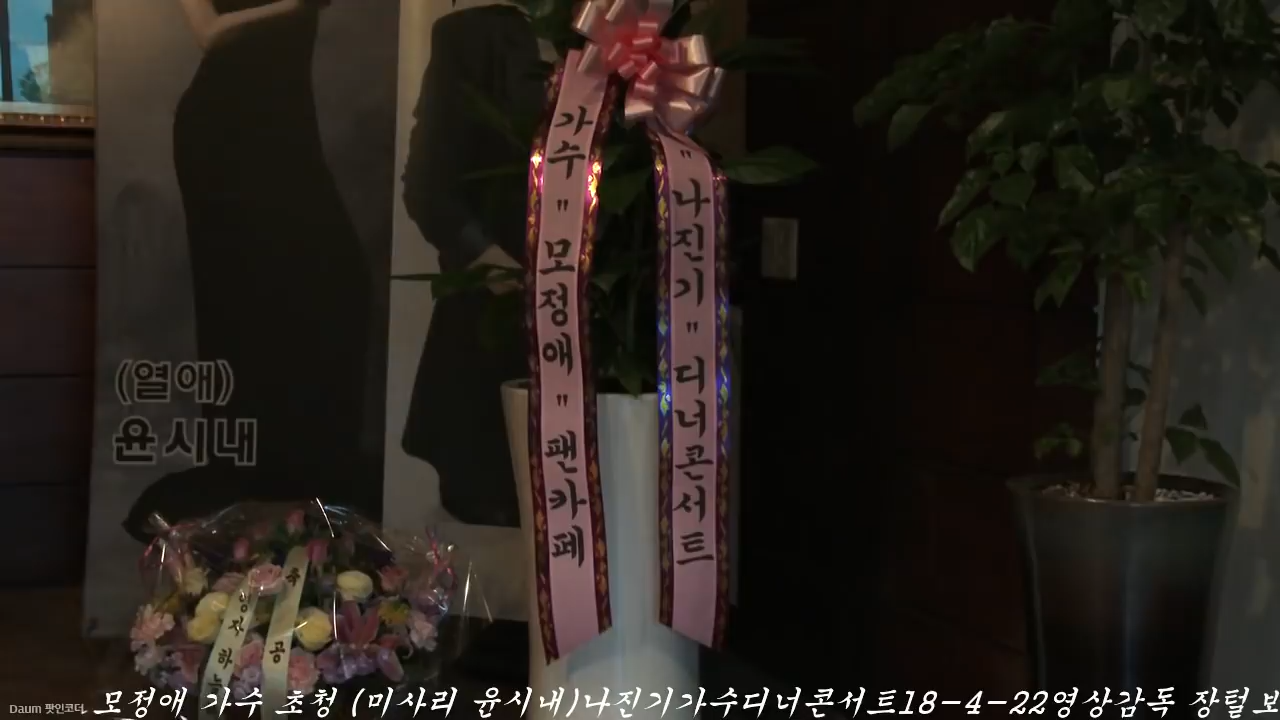 가수 " 모정애 " 팬카페
" 나진기 " 디너콘서트
(열애)
윤시내
축 공
Daum 팟인코더
모정애 가수 초청 (미사리 윤시내)나진기가수디너콘서트18-4-22영상감독 장털보